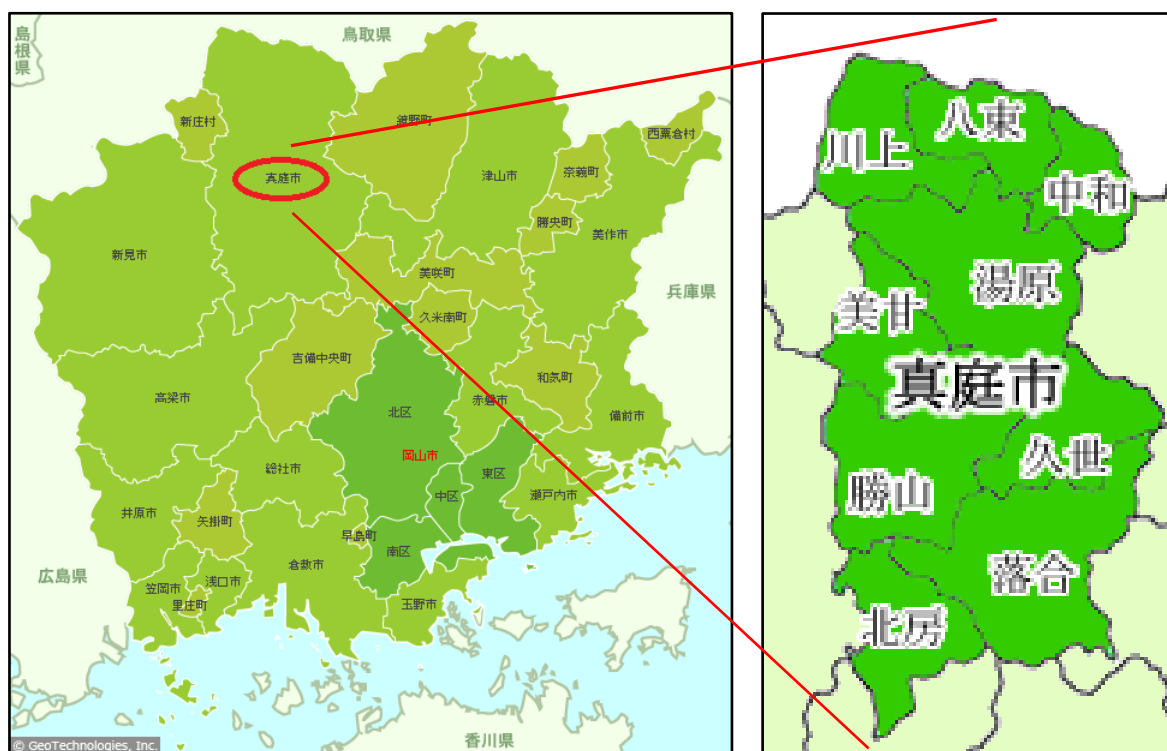 島根県
鳥取県
新庄村
鏡野町
西粟倉村
真庭市
津山市
奈義町
勝央町
美作市
新見市
美咲町
兵庫県
久米南町
吉備中央町
和気町
高梁市
北区
赤磐市
備前市
岡山市
総社市
東区
中区
瀬戸内市
井原市
矢掛町
早島町
南区
倉敷市
広島県
笠岡市
浅口市
里庄町
玉野市
© GeoTechnologies, Inc.
香川県
八束
川上
中和
湯原
美甘
真庭市
久世
勝山
落合
北房